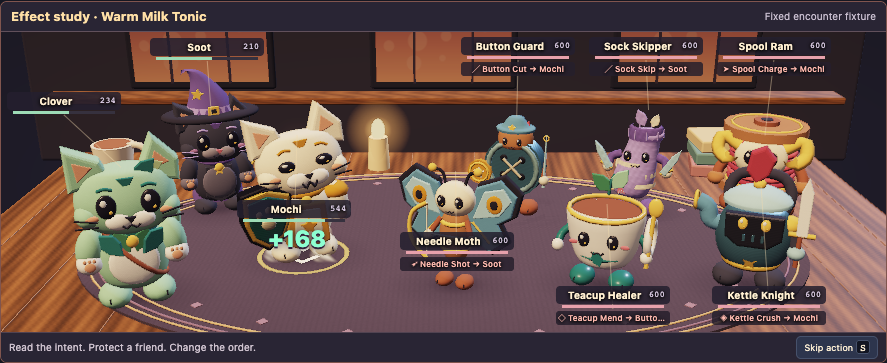 Effect study · Warm Milk Tonic
Fixed encounter fixture
Soot 210
Button Guard 600
⟋ Button Cut → Mochi
Sock Skipper 600
⟋ Sock Skip → Soot
Spool Ram 600
➤ Spool Charge → Mochi
Clover 234
Mochi 544
+168
Needle Moth 600
➶ Needle Shot → Soot
Teacup Healer 600
◇ Teacup Mend → Butto…
Kettle Knight 600
◈ Kettle Crush → Mochi
Read the intent. Protect a friend. Change the order.
Skip action S